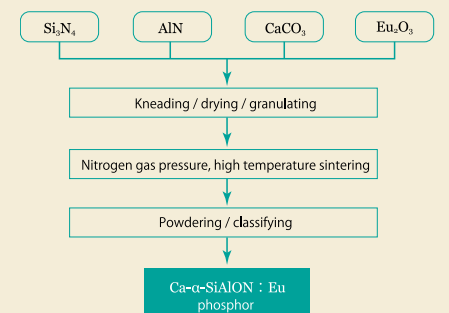 Si₃N₄ AlN CaCO₃ Eu₂O₃
Kneading / drying / granulating
Nitrogen gas pressure, high temperature sintering
Powdering / classifying
Ca-α-SiAlON : Eu
phosphor